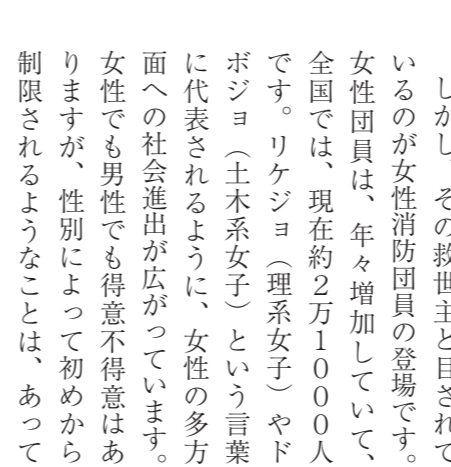 しかし、その救世主と目されて
いるのが女性消防団員の登場です。
女性団員は、年々増加していて、
全国では、現在約２万１０００人
です。リケジョ（理系女子）やド
ボジョ（土木系女子）という言葉
に代表されるように、女性の多方
面への社会進出が広がっています。
女性でも男性でも得意不得意はあ
りますが、性別によって初めから
制限されるようなことは、あって